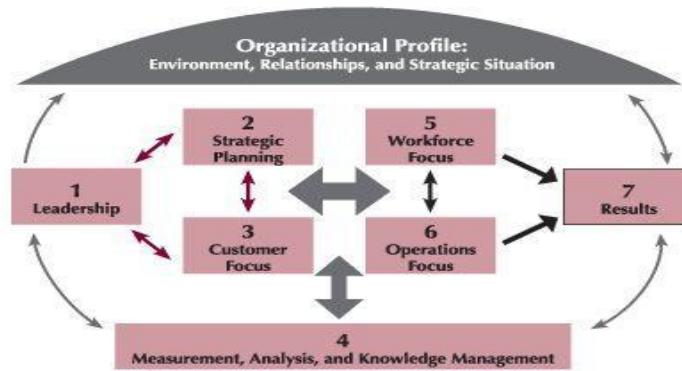 Organizational Profile:
Environment, Relationships, and Strategic Situation
2
Strategic
Planning
5
Workforce
Focus
1
Leadership
7
Results
3
Customer
Focus
6
Operations
Focus
4
Measurement, Analysis, and Knowledge Management